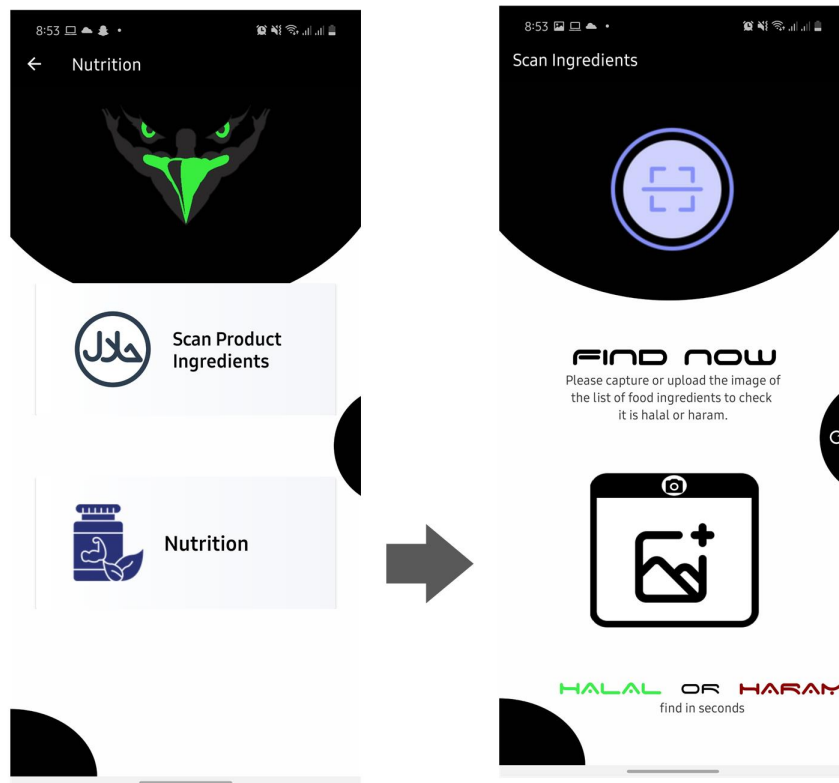 8:53
Nutrition
حلال
Scan Product
Ingredients
Nutrition
8:53
Scan Ingredients
FIND NOW
Please capture or upload the image of
the list of food ingredients to check
it is halal or haram.
HALAL OR HARAM
find in seconds